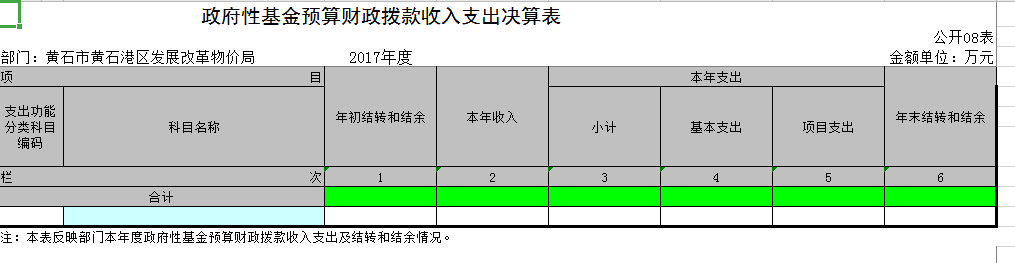 政府性基金预算财政拨款收入支出决算表
公开08表
部门：黄石市黄石港区发展改革物价局 2017年度 金额单位：万元
项 目 年初结转和结余 本年收入 本年支出 年末结转和结余
支出功能分类科目编码 科目名称 小计 基本支出 项目支出
栏 次 1 2 3 4 5 6
合计
注：本表反映部门本年度政府性基金预算财政拨款收入支出及结转和结余情况。